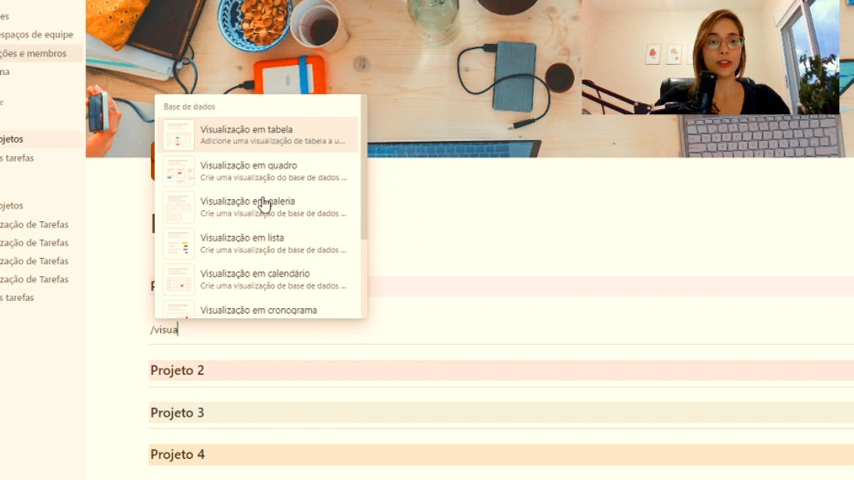 es
espaços de equipe
ções e membros
na
e
ojetos
s tarefas
ojetos
zação de Tarefas
zação de Tarefas
zação de Tarefas
zação de Tarefas
s tarefas
Base de dados
Visualização em tabela
Adicione uma visualização de tabela a u...
Visualização em quadro
Crie uma visualização do base de dados ...
Visualização em galeria
Crie uma visualização de base de dados ...
Visualização em lista
Crie uma visualização de base de dados ...
Visualização em calendário
Crie uma visualização de base de dados ...
Visualização em cronograma
/visua
Projeto 2
Projeto 3
Projeto 4